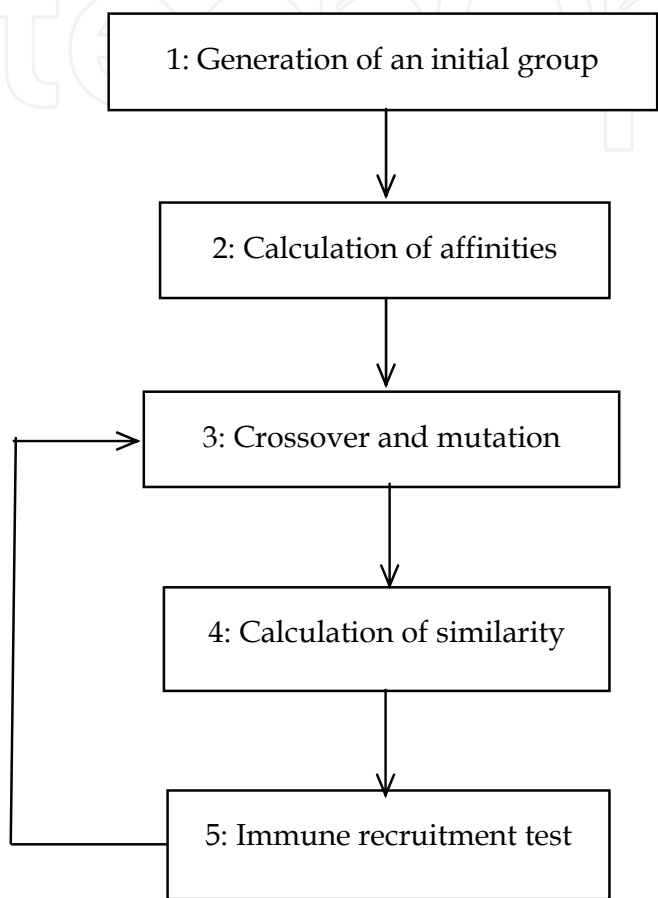 1: Generation of an initial group
2: Calculation of affinities
3: Crossover and mutation
4: Calculation of similarity
5: Immune recruitment test